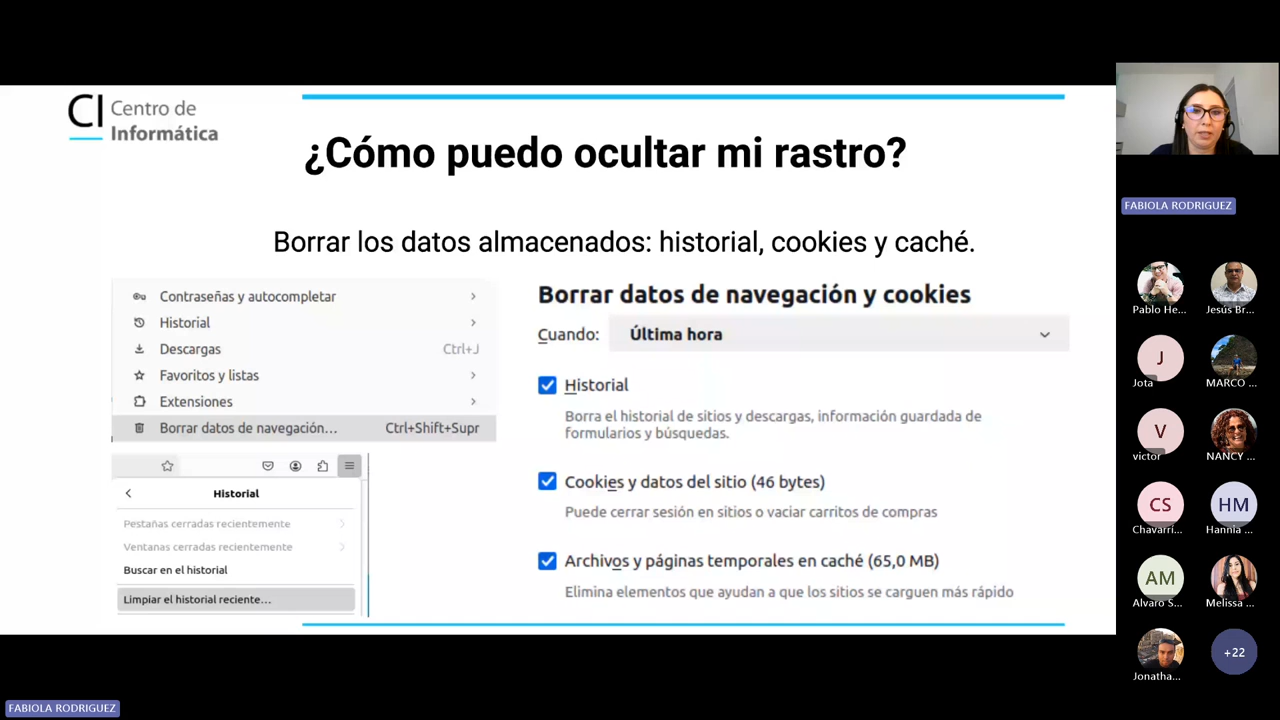 CI Centro de
Informática
¿Cómo puedo ocultar mi rastro?
Borrar los datos almacenados: historial, cookies y caché.
Contraseñas y autocompletar
Historial
Descargas Ctrl+J
Favoritos y listas
Extensiones
Borrar datos de navegación... Ctrl+Shift+Supr
Historial
Pestañas cerradas recientemente
Ventanas cerradas recientemente
Buscar en el historial
Limpiar el historial reciente...
Borrar datos de navegación y cookies
Cuando: Última hora
Historial
Borra el historial de sitios y descargas, información guardada de
formularios y búsquedas.
Cookies y datos del sitio (46 bytes)
Puede cerrar sesión en sitios o vaciar carritos de compras
Archivos y páginas temporales en caché (65,0 MB)
Elimina elementos que ayudan a que los sitios se carguen más rápido
FABIOLA RODRIGUEZ
Pablo He... Jesús Br...
J
Jota MARCO ...
V
victor NANCY ...
CS HM
Chavarrí... Hannia ...
AM
Alvaro S... Melissa ...
+22
Jonatha...
FABIOLA RODRIGUEZ